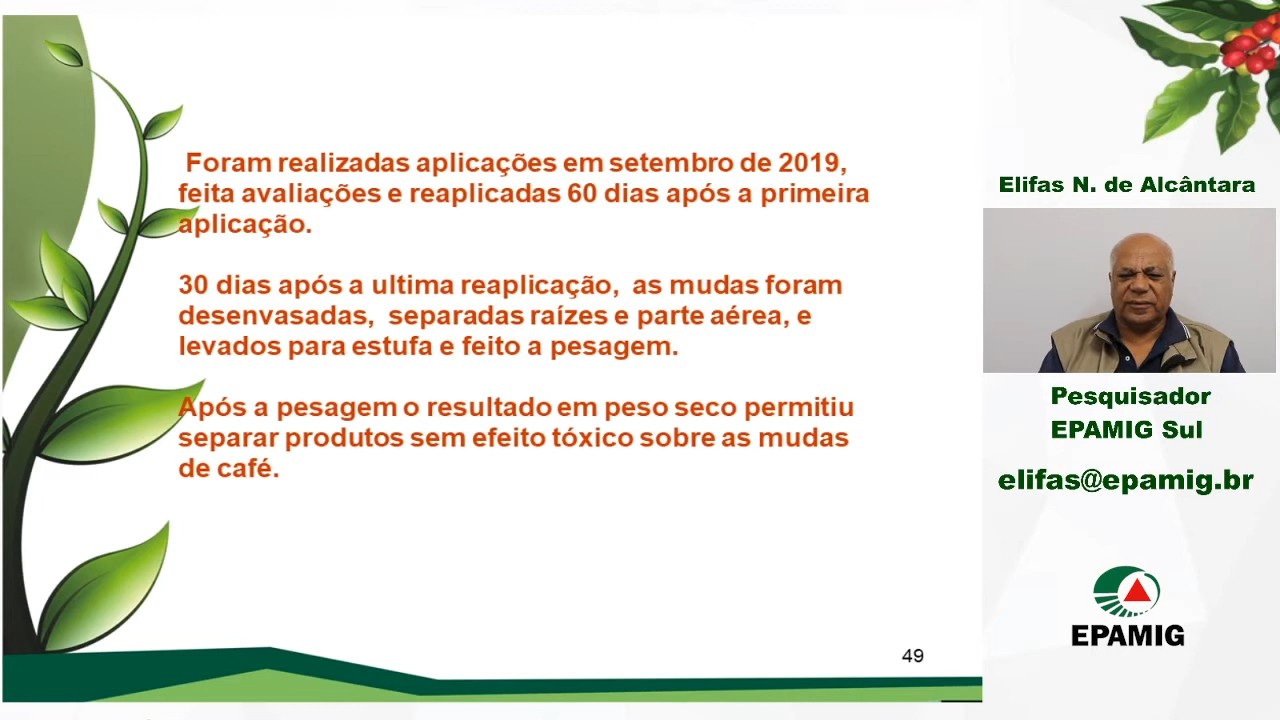 Foram realizadas aplicações em setembro de 2019,
feita avaliações e reaplicadas 60 dias após a primeira
aplicação.
30 dias após a ultima reaplicação, as mudas foram
desenvasadas, separadas raízes e parte aérea, e
levados para estufa e feito a pesagem.
Após a pesagem o resultado em peso seco permitiu
separar produtos sem efeito tóxico sobre as mudas
de café.
49
Elifas N. de Alcântara
Pesquisador
EPAMIG Sul
elifas@epamig.br
EPAMIG